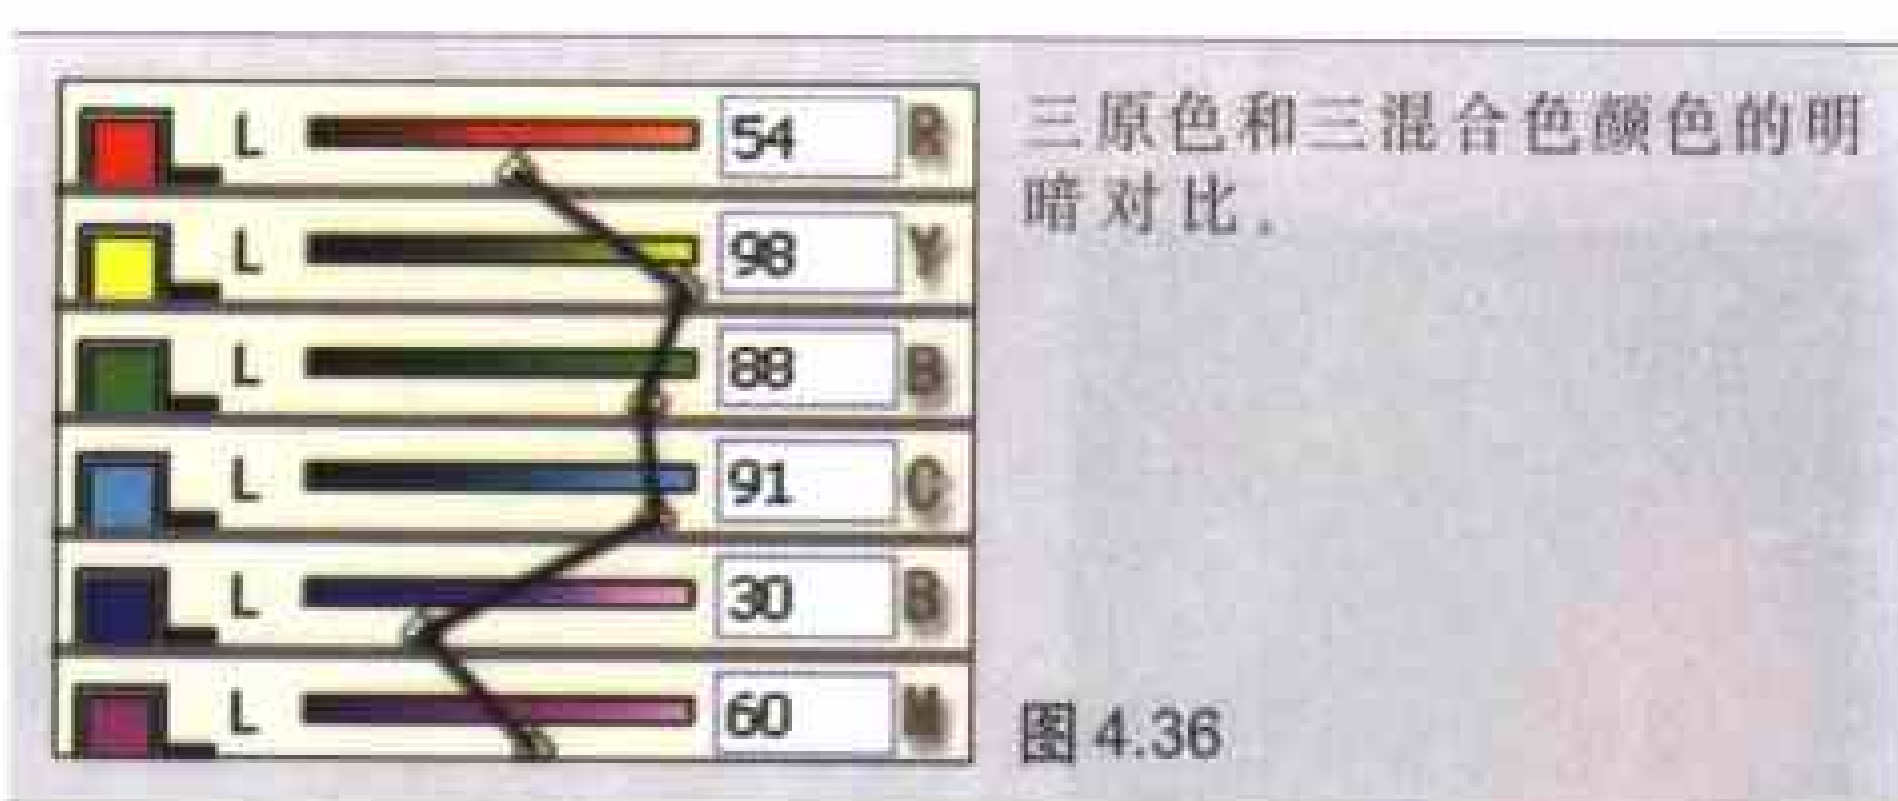 L 54 R
L 98 Y
L 88 B
L 91 C
L 30 B
L 60 M
三原色和三混合色颜色的明
暗对比.
图 4.36